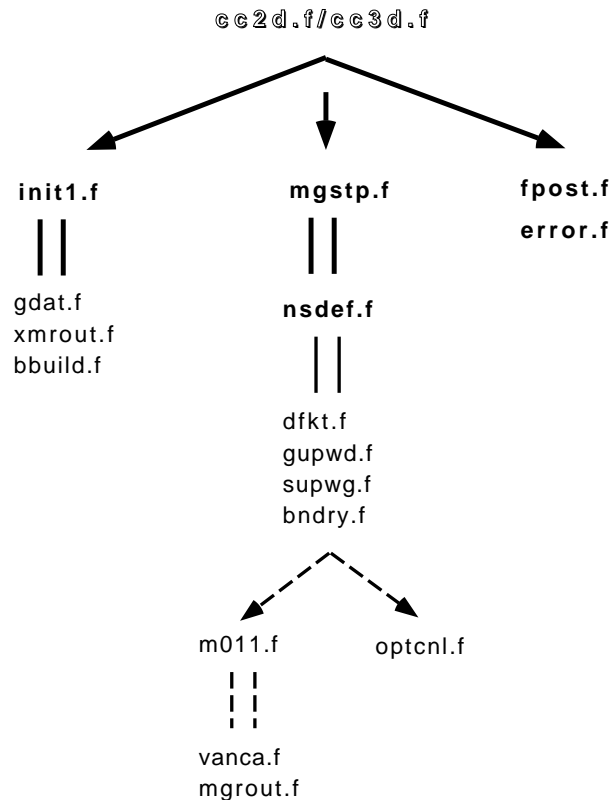 cc2d.f/cc3d.f
init1.f
mgstp.f
fpost.f
error.f
gdat.f
xmrout.f
bbuild.f
nsdef.f
dfkt.f
gupwd.f
supwg.f
bndry.f
m011.f
optcnl.f
vanca.f
mgrout.f